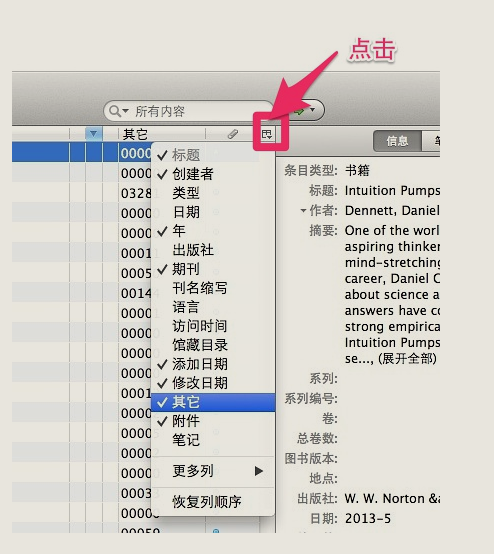 点击
所有内容
其它
信息
0000
0000
0328
0000
0000
0001
0005
0014
0000
0000
0000
0000
0001
0000
0000
0000
0000
0003
0000
00059
标题
创建者
类型
日期
年
出版社
期刊
刊名缩写
语言
访问时间
馆藏目录
添加日期
修改日期
其它
附件
笔记
更多列
恢复列顺序
条目类型: 书籍
标题: Intuition Pumps
作者: Dennett, Daniel
摘要: One of the world
aspiring thinker
mind-stretching
career, Daniel C
about science a
answers have co
strong empirica
Intuition Pumps
se..., (展开全部)
系列:
系列编号:
卷:
总卷数:
图书版本:
地点:
出版社: W. W. Norton &
日期: 2013-5